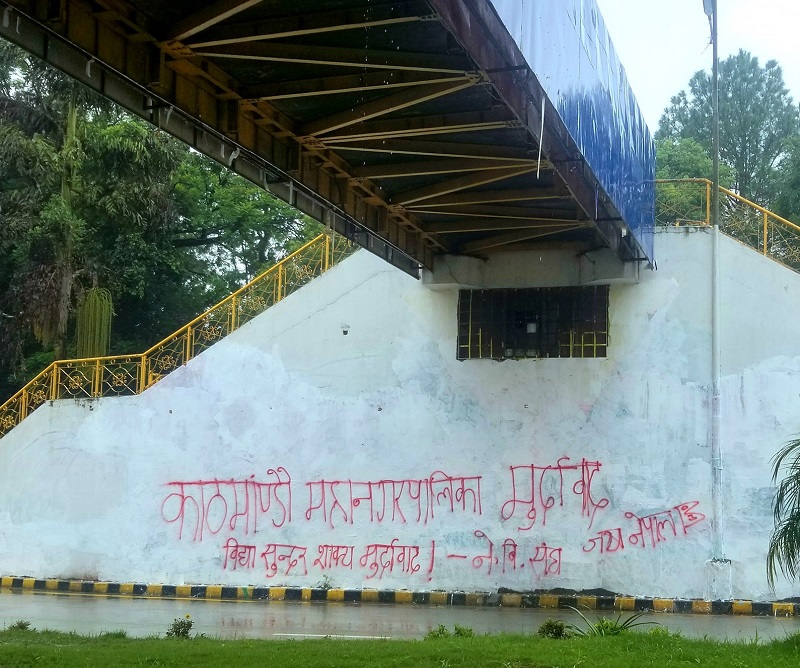 काठमाण्डौ महानगरपालिका मुर्दावाद
विद्या सुन्दर शाक्य मुर्दावाद! – ने. वि. संघ जय नेपाल!!!